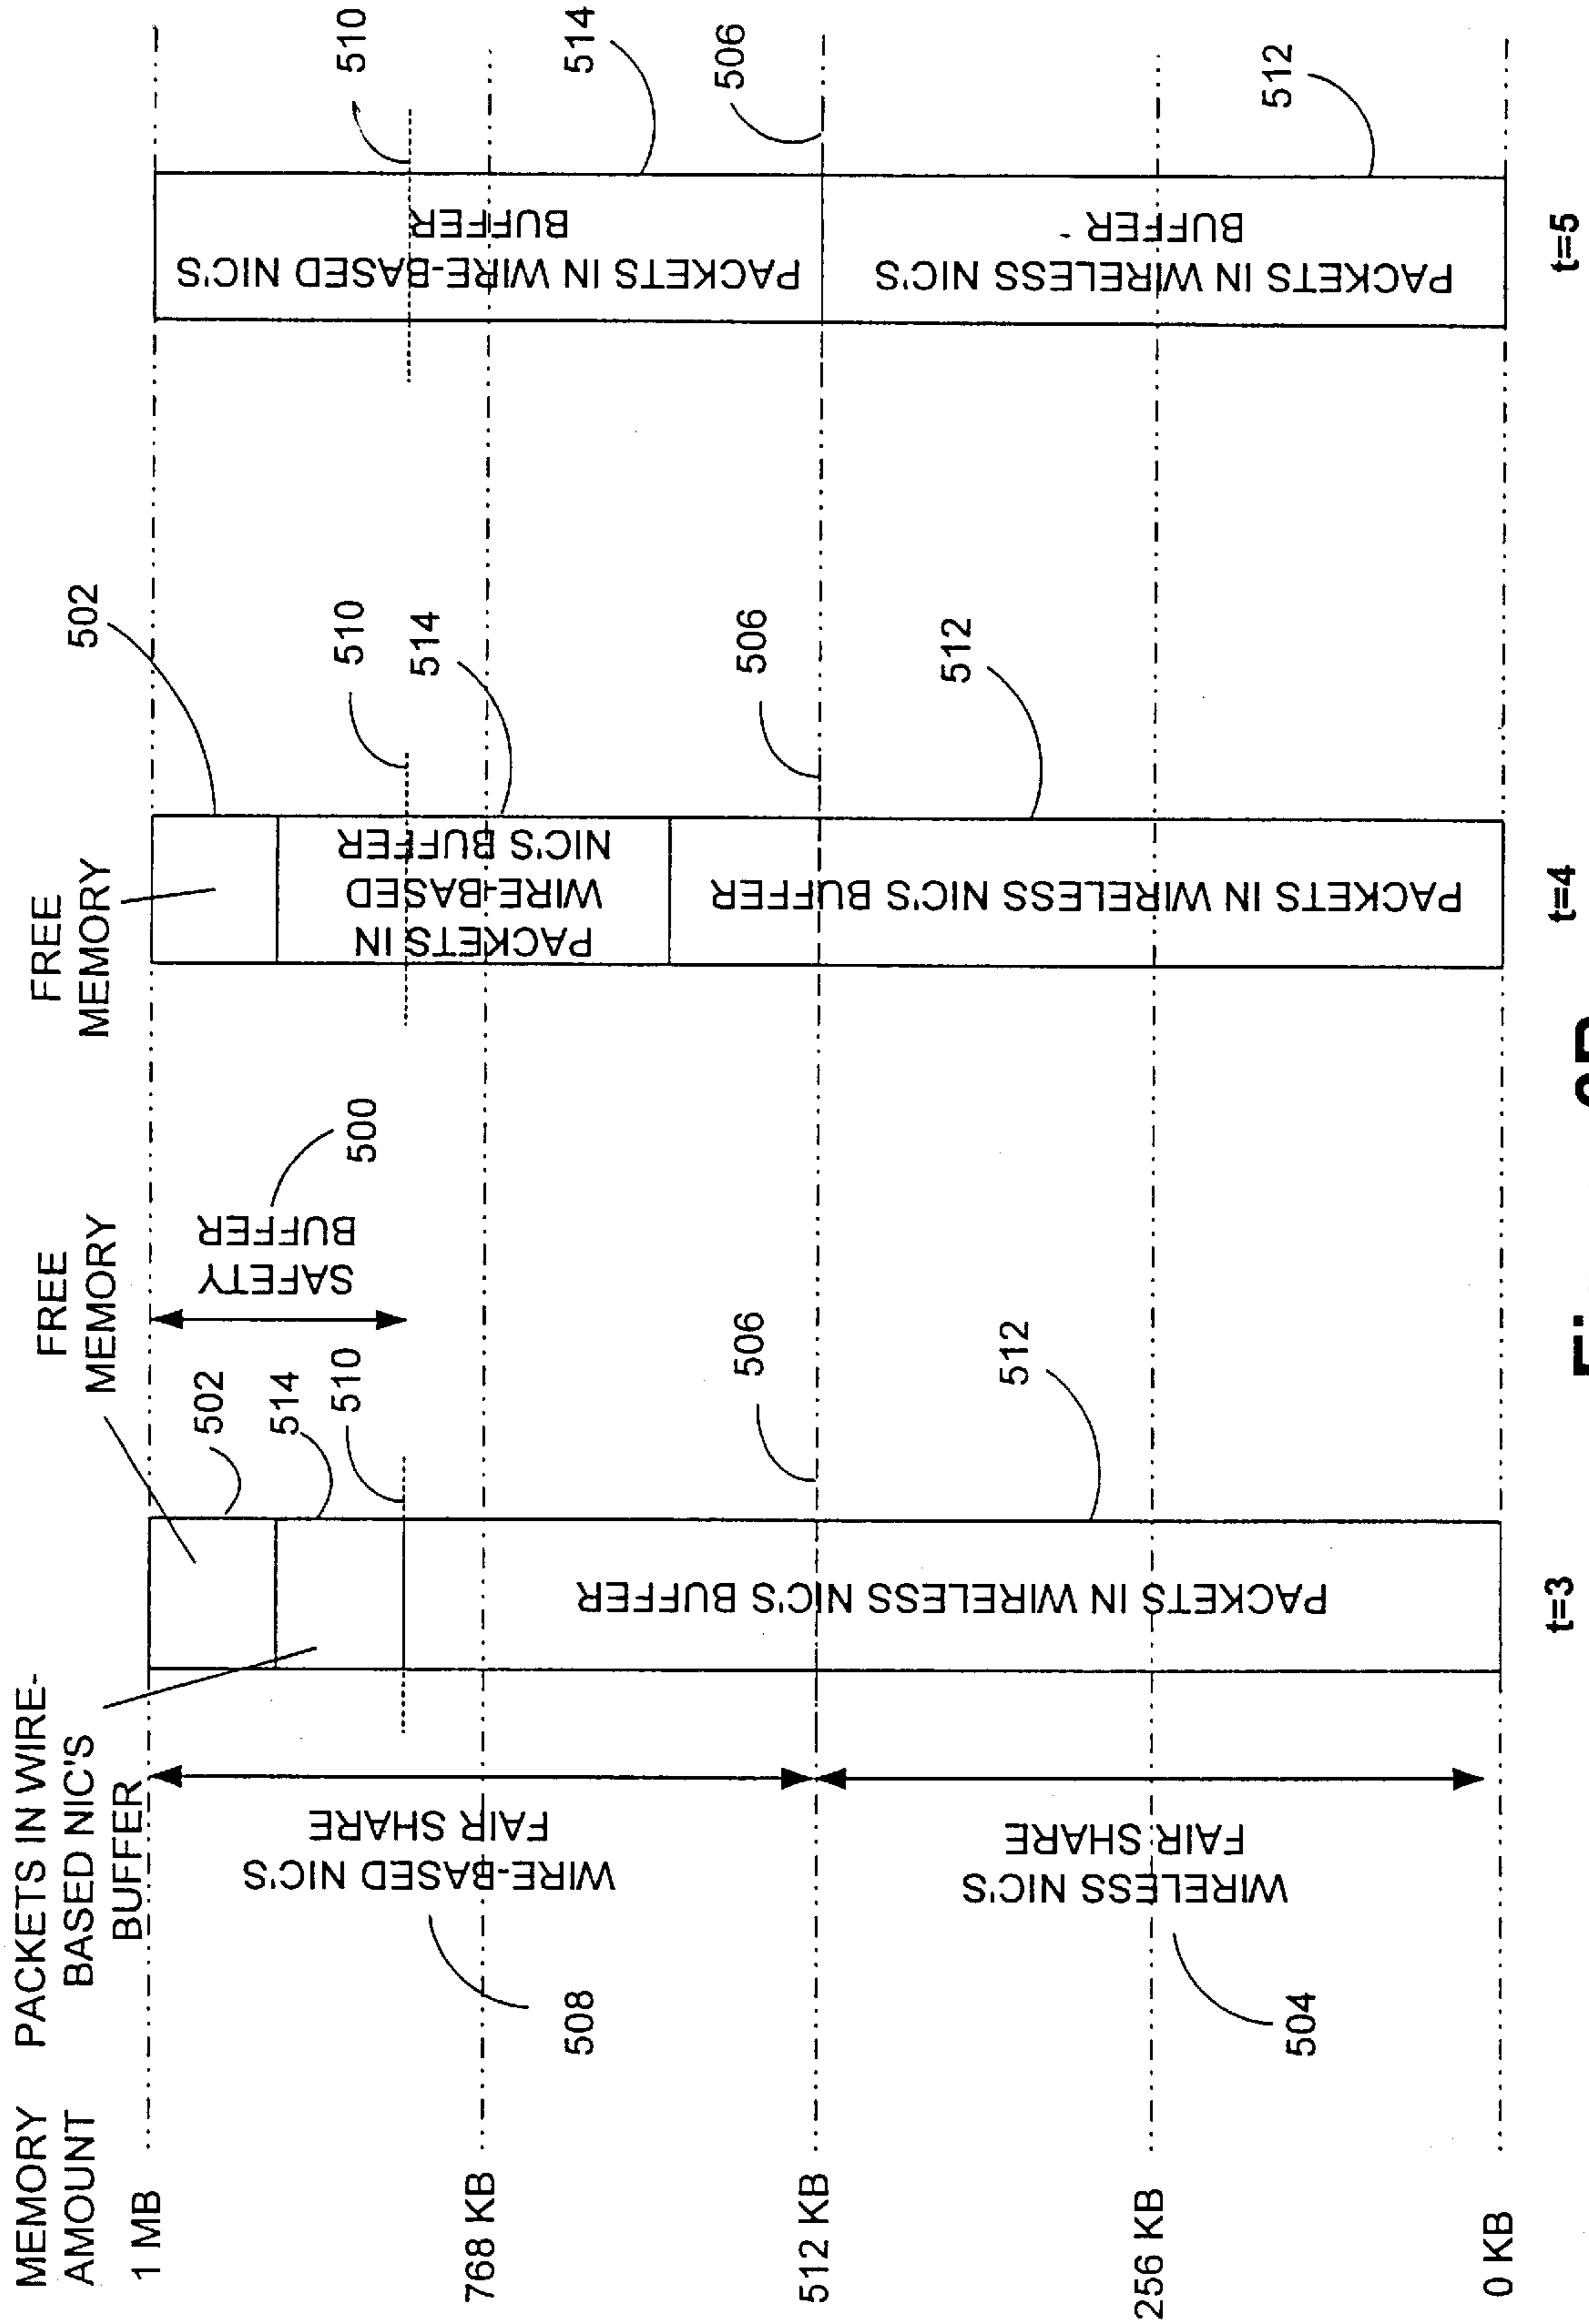 MEMORY
AMOUNT
PACKETS IN WIRE-
BASED NIC'S
BUFFER
FREE
MEMORY
FREE
MEMORY
1 MB
768 KB
512 KB
256 KB
0 KB
WIRE-BASED NIC'S
FAIR SHARE
508
WIRELESS NIC'S
FAIR SHARE
504
502
514
510
SAFETY
BUFFER
500
506
512
PACKETS IN WIRELESS NIC'S BUFFER
t=3
502
510
514
506
512
PACKETS IN
WIRE-BASED
NIC'S BUFFER
PACKETS IN WIRELESS NIC'S BUFFER
t=4
510
514
506
512
PACKETS IN WIRE-BASED NIC'S
BUFFER
PACKETS IN WIRELESS NIC'S
BUFFER
t=5